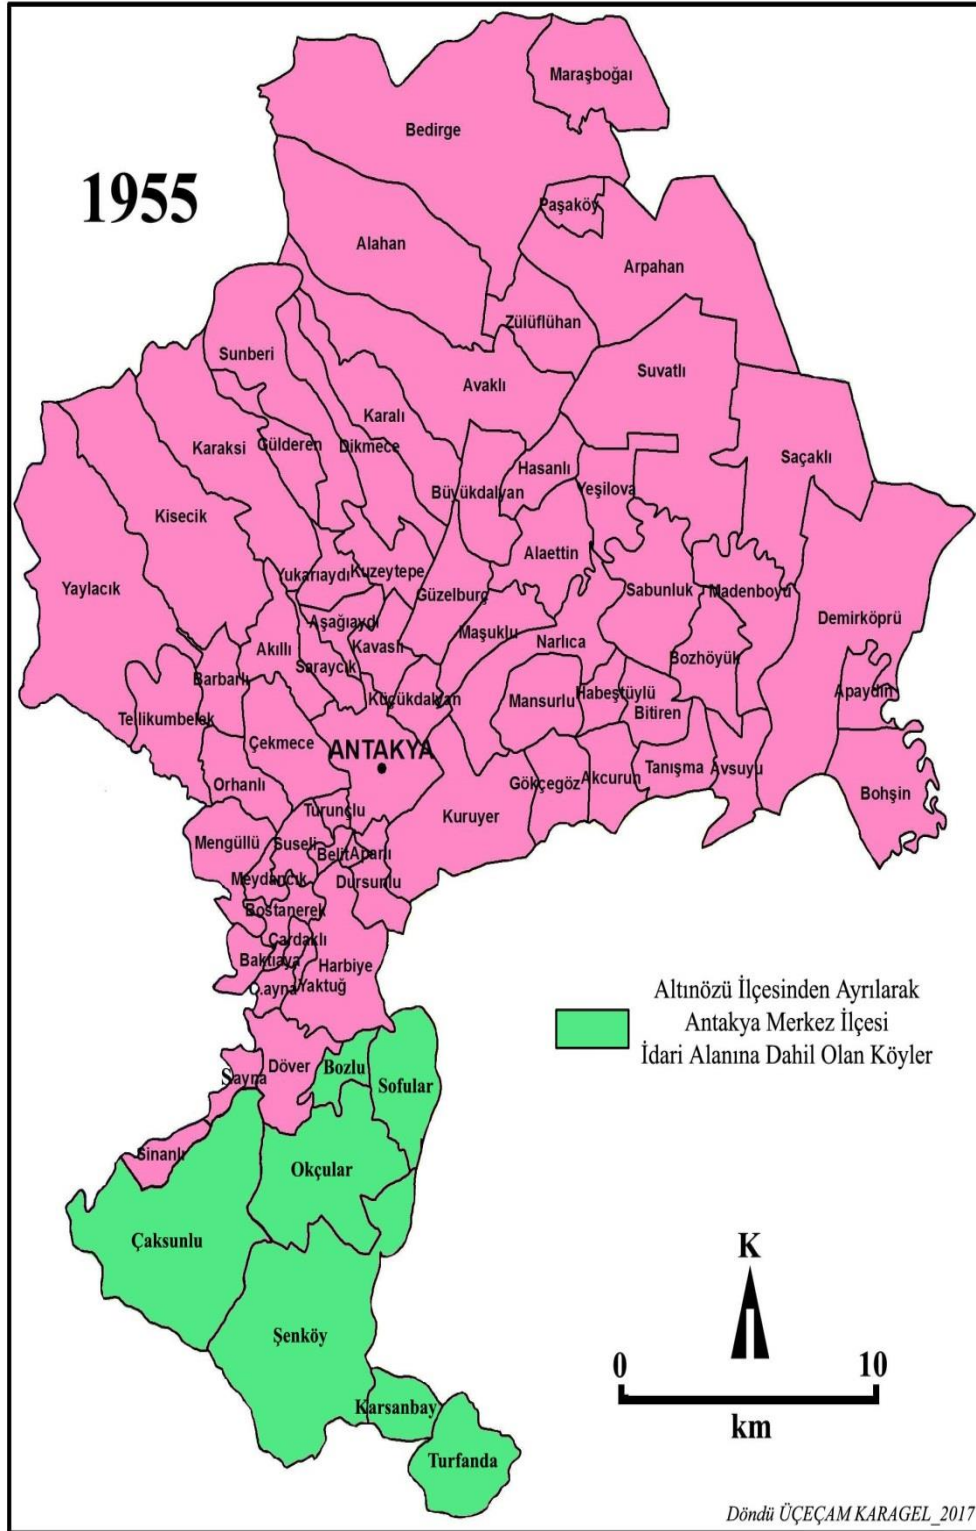 Maraşboğaı
Bedirge
1955
Paşaköy
Alahan
Arpahan
Zülüflühan
Sunberi
Suvatlı
Avaklı
Karalı
Karaksi
Gülderen
Dikmece
Saçaklı
Hasanlı
Büyükdalyan
Yeşilova
Kisecik
Alaettin
Yukarıaydı
Kuzeytepe
Yaylacık
Güzelburç
Sabunluk
Madenboyu
Demirköprü
Aşağıaydı
Maşuklu
Narlıca
Akıllı
Kavaslı
Saraycık
Bozhöyük
Barbarlı
Apaydın
Habeştüylü
Küçükdalyan
Mansurlu
Bitiren
Tellikumbelek
Çekmece
ANTAKYA
Tanışma
Avsuyu
Akcurun
Gökçegöz
Orhanlı
Bohşin
Turunçlu
Kuruyer
Mengüllü
Suseli
Belit
Apanlı
Meydancık
Dursunlu
Bostanerek
Çardaklı
Baktıaya
Harbiye
O.ayna
Yaktuğ
Altınözü İlçesinden Ayrılarak
Antakya Merkez İlçesi
İdari Alanına Dahil Olan Köyler
Döver
Bozlu
Şayna
Sofular
Sinanlı
Okçular
Çaksunlu
K
Şenköy
0 10
km
Karsanbay
Turfanda
Döndü ÜÇEÇAM KARAGEL_2017